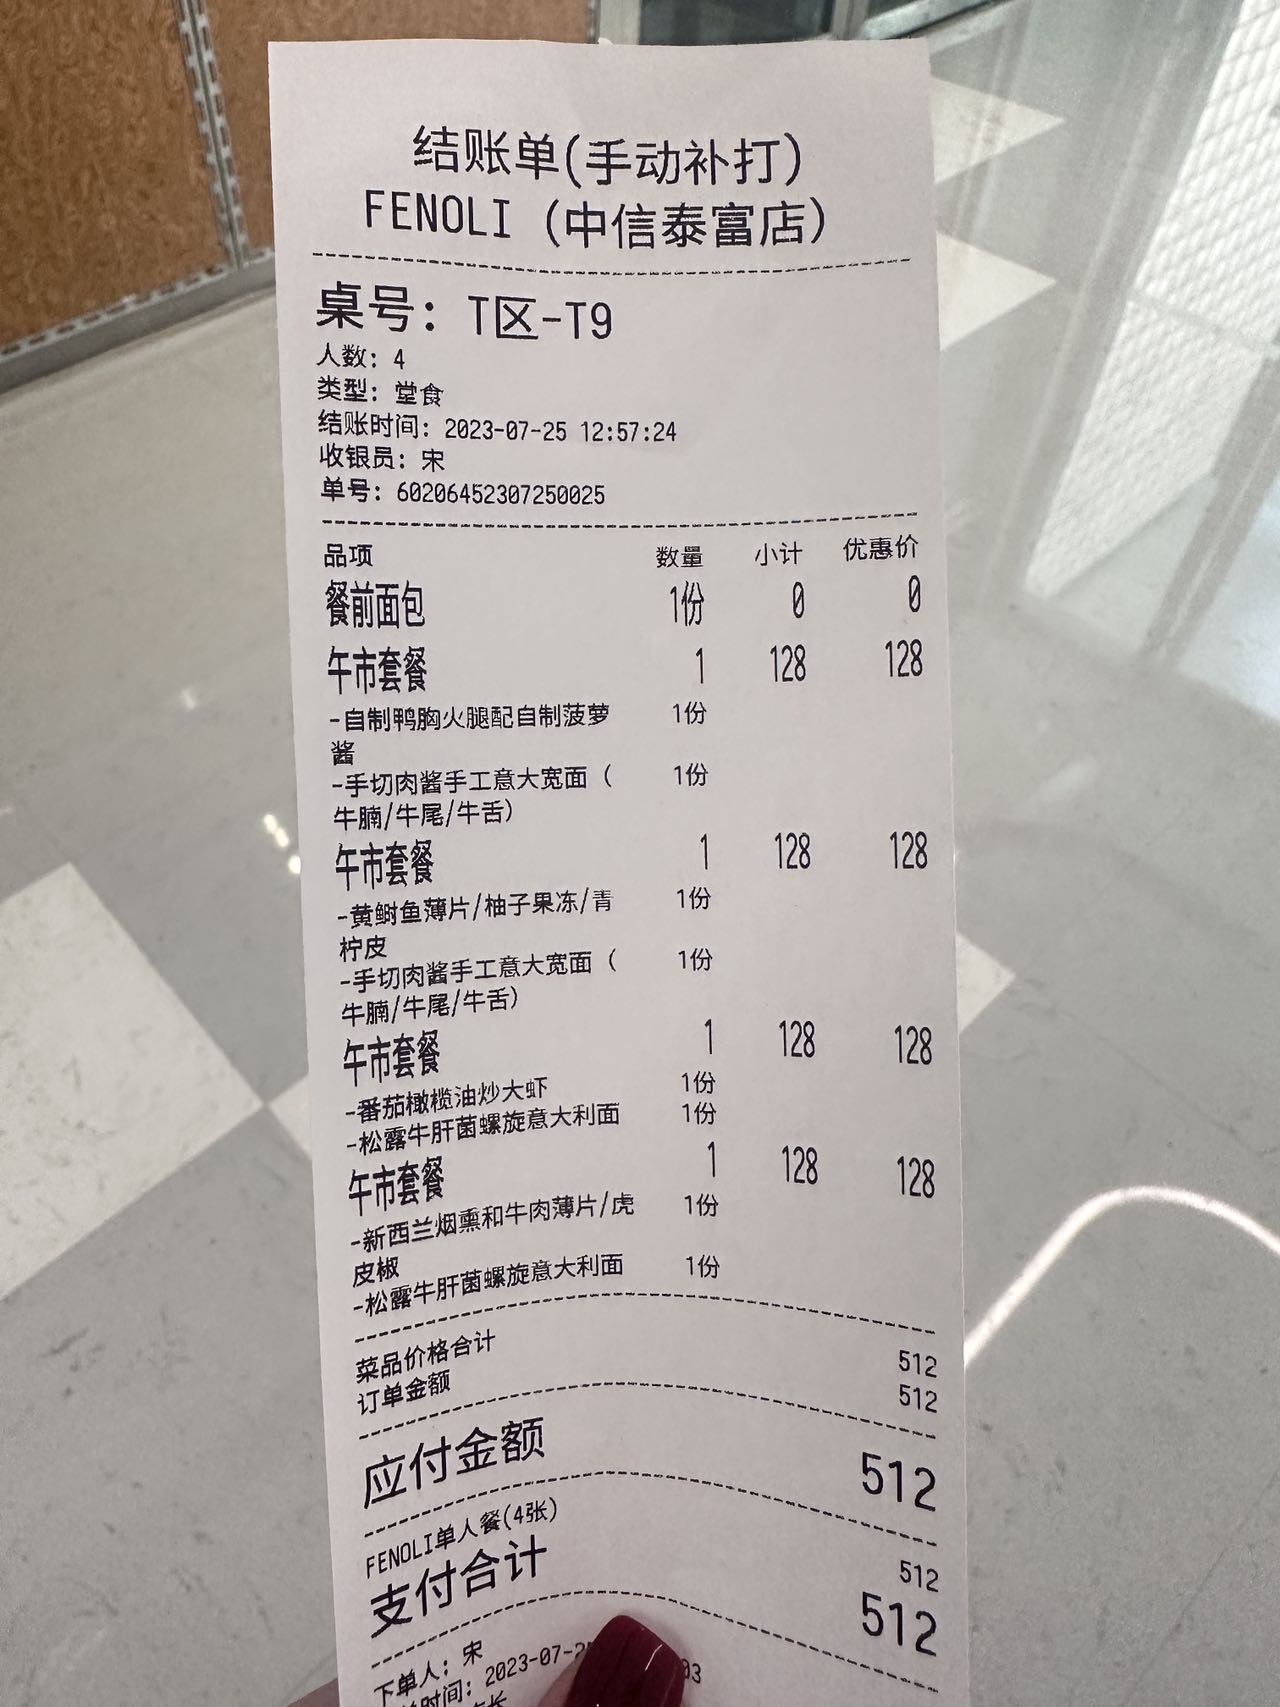 结账单(手动补打)
FENOLI (中信泰富店)
桌号: T区-T9
人数: 4
类型: 堂食
结账时间: 2023-07-25 12:57:24
收银员: 宋
单号: 60206452307250025
品项 数量 小计 优惠价
餐前面包 1份 0 0
午市套餐 1 128 128
-自制鸭胸火腿配自制菠萝 1份
酱
-手切肉酱手工意大宽面( 1份
牛腩/牛尾/牛舌)
午市套餐 1 128 128
-黄鲥鱼薄片/柚子果冻/青 1份
柠皮
-手切肉酱手工意大宽面( 1份
牛腩/牛尾/牛舌)
午市套餐 1 128 128
-番茄橄榄油炒大虾 1份
-松露牛肝菌螺旋意大利面 1份
午市套餐 1 128 128
-新西兰烟熏和牛肉薄片/虎 1份
皮椒
-松露牛肝菌螺旋意大利面 1份
菜品价格合计 512
订单金额 512
应付金额 512
FENOLI单人餐(4张) 512
支付合计 512
下单人: 宋
时间: 2023-07-2 03